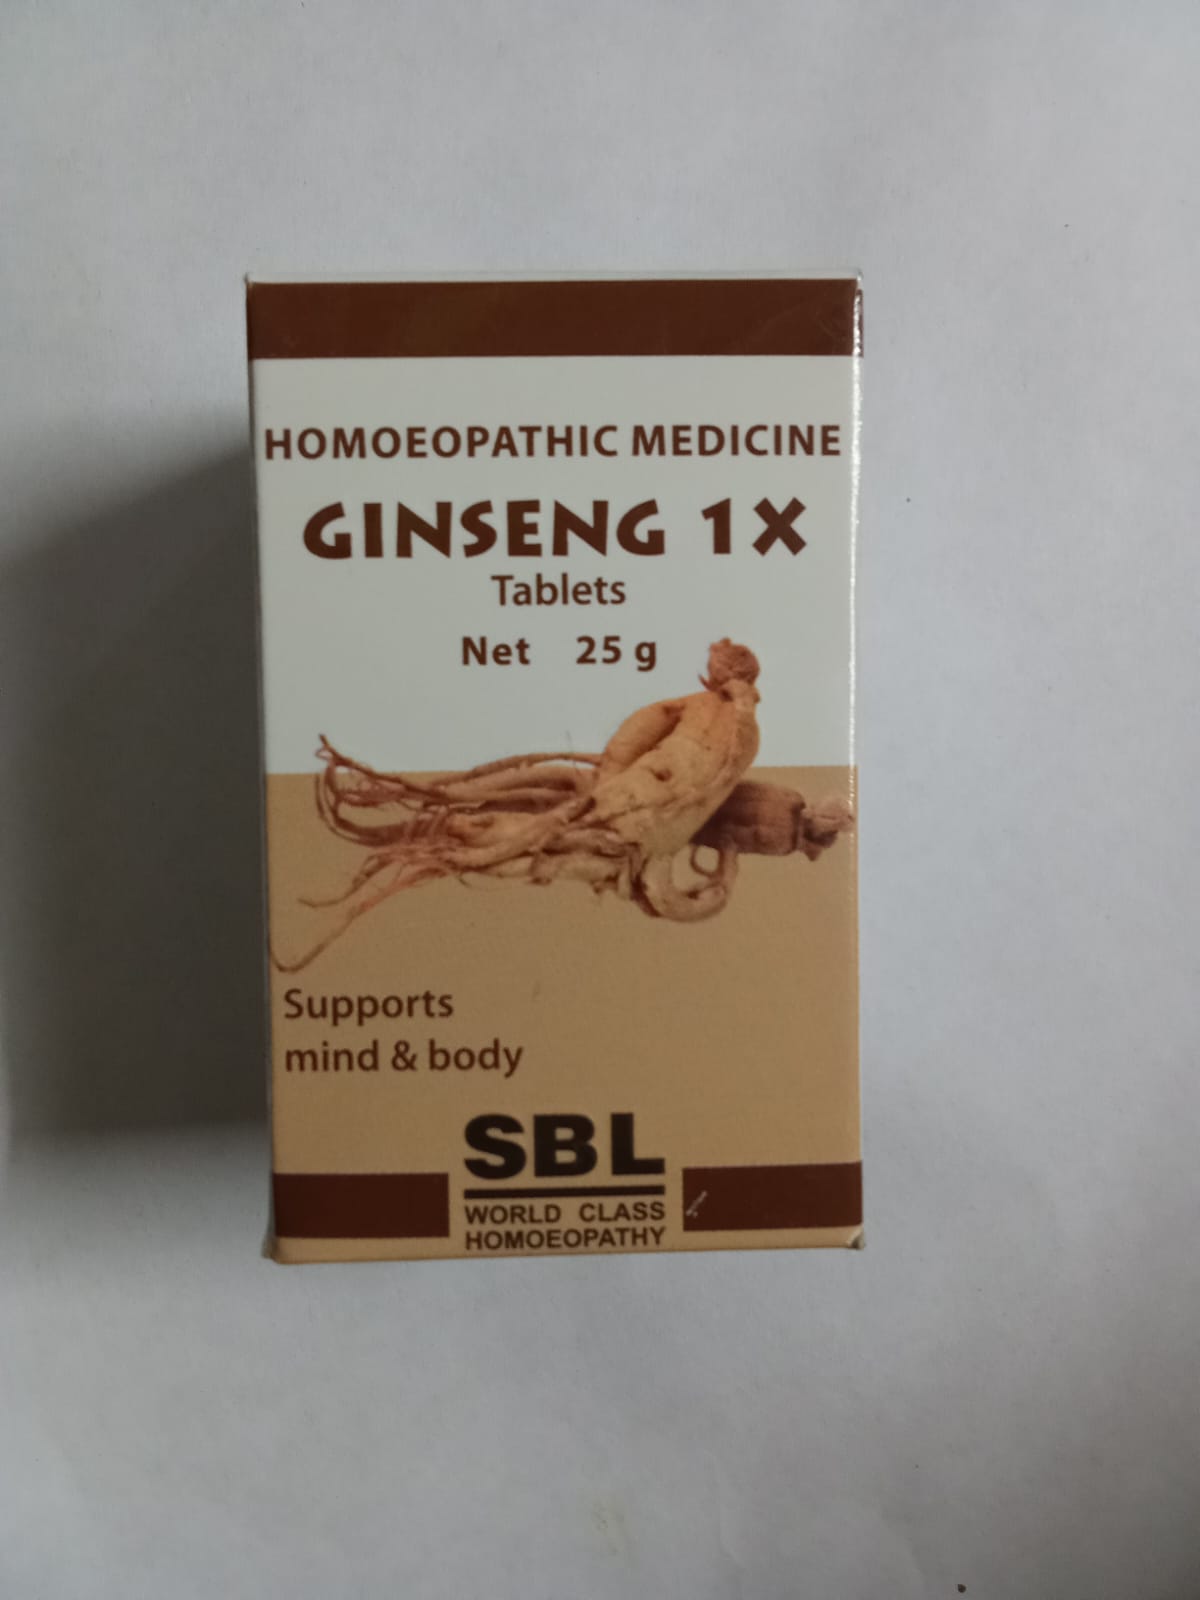 HOMOEOPATHIC MEDICINE
GINSENG 1X
Tablets
Net 25 g
Supports
mind & body
SBL
WORLD CLASS
HOMOEOPATHY